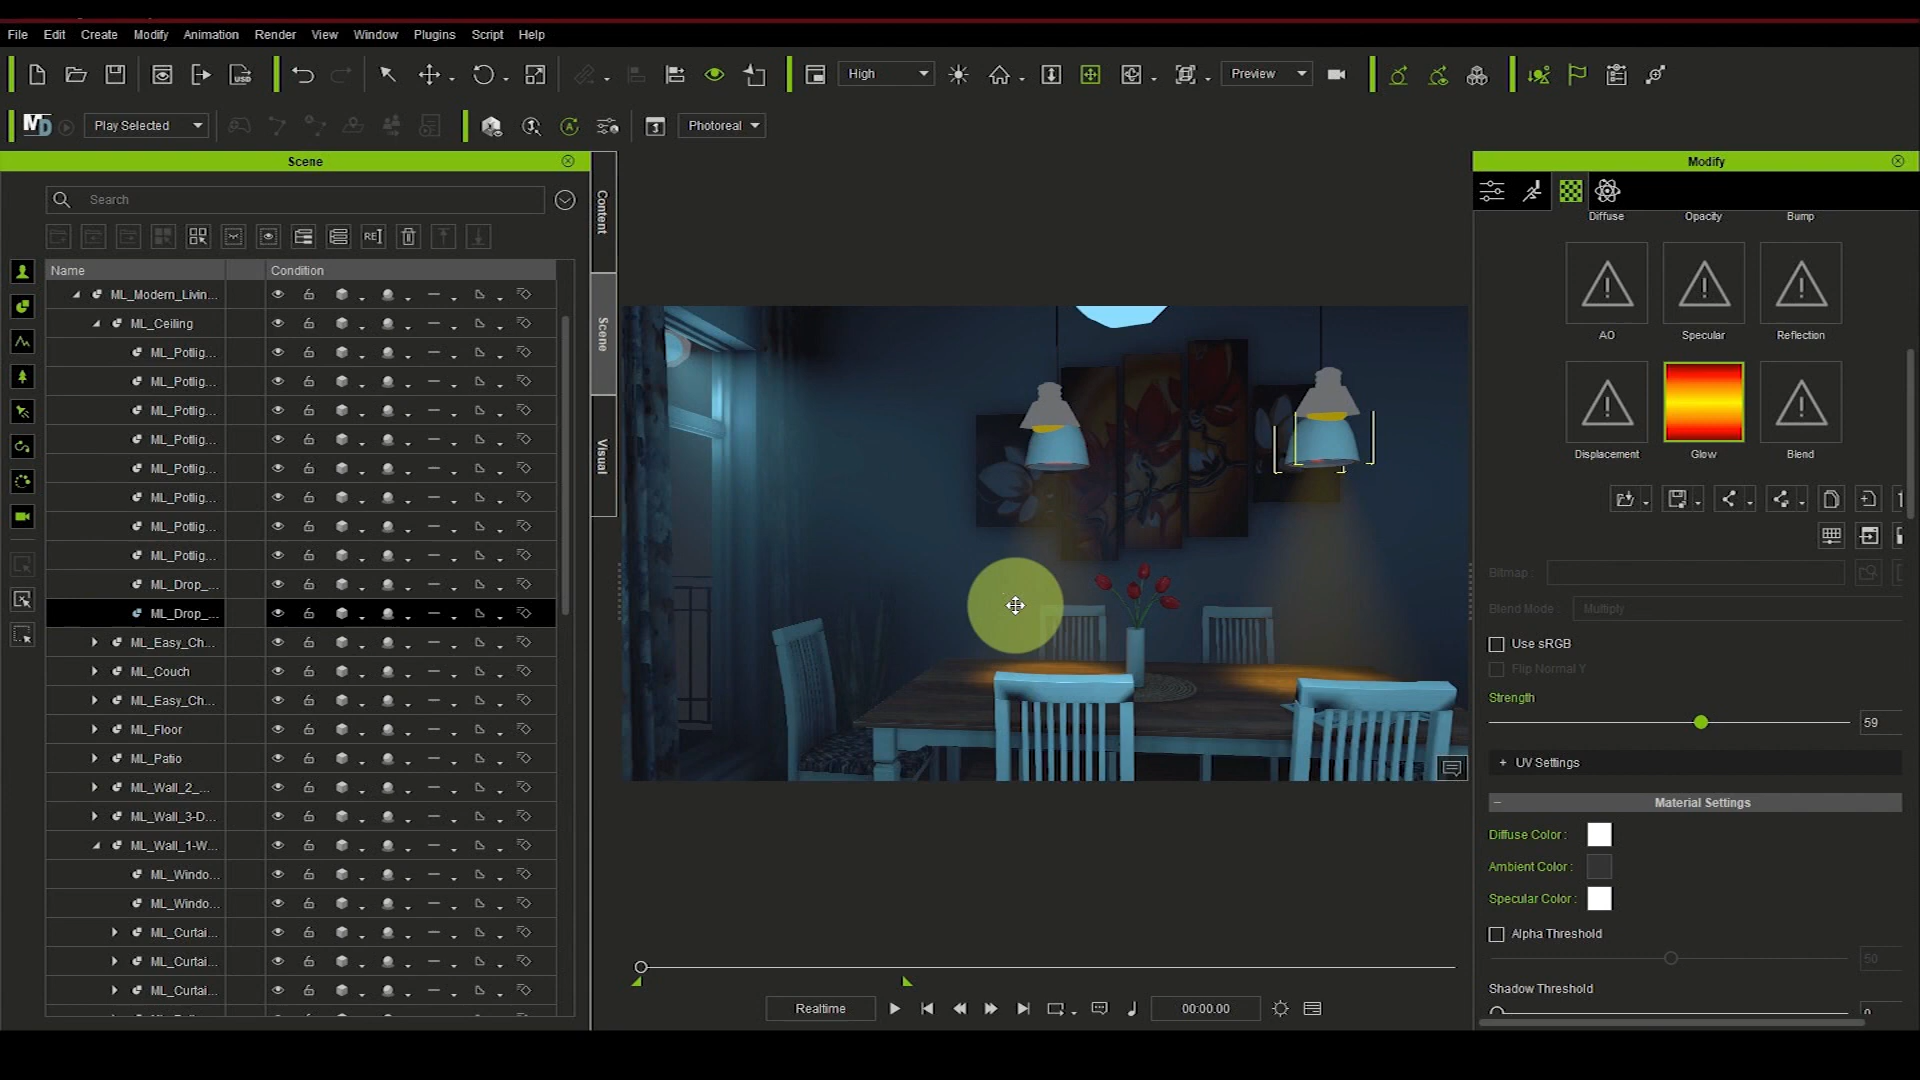 File Edit Create Modify Animation Render View Window Plugins Script Help
High
Preview
MD Play Selected
Photoreal
Scene
Search
Name Condition
ML_Modern_Livin...
ML_Ceiling
ML_Potlig...
ML_Potlig...
ML_Potlig...
ML_Potlig...
ML_Potlig...
ML_Potlig...
ML_Potlig...
ML_Potlig...
ML_Drop_...
ML_Drop_...
ML_Easy_Ch...
ML_Couch
ML_Easy_Ch...
ML_Floor
ML_Patio
ML_Wall_2_...
ML_Wall_3-D...
ML_Wall_1-W...
ML_Windo...
ML_Windo...
ML_Curtai...
ML_Curtai...
ML_Curtai...
Content
Scene
Visual
Realtime
00:00.00
Modify
Diffuse Opacity Bump
AO Specular Reflection
Displacement Glow Blend
Bitmap :
Blend Mode : Multiply
Use sRGB
Flip Normal Y
Strength
59
+ UV Settings
Material Settings
Diffuse Color :
Ambient Color :
Specular Color :
Alpha Threshold
50
Shadow Threshold